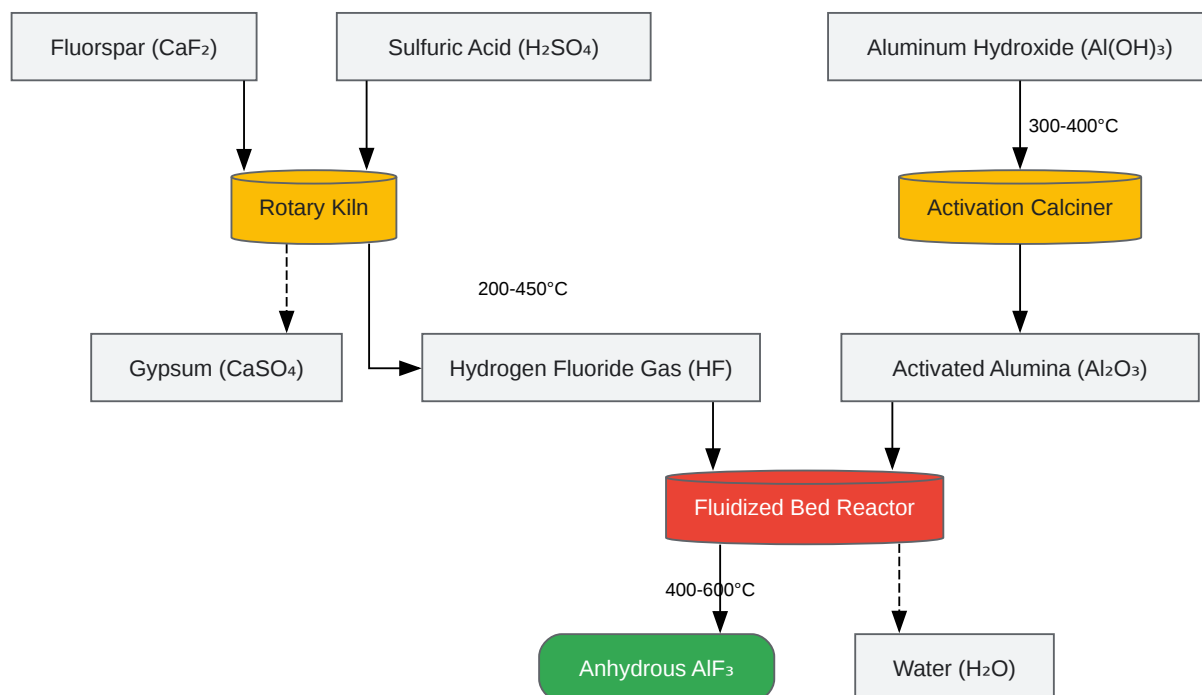 Fluorspar (CaF₂)
Sulfuric Acid (H₂SO₄)
Aluminum Hydroxide (Al(OH)₃)
300-400°C
Rotary Kiln
Activation Calciner
200-450°C
Gypsum (CaSO₄)
Hydrogen Fluoride Gas (HF)
Activated Alumina (Al₂O₃)
Fluidized Bed Reactor
400-600°C
Anhydrous AlF₃
Water (H₂O)